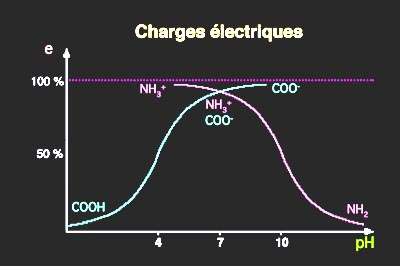 Charges électriques
e
100 %
NH₃⁺
COO⁻
NH₃⁺
COO⁻
50 %
COOH
NH₂
4 7 10
pH